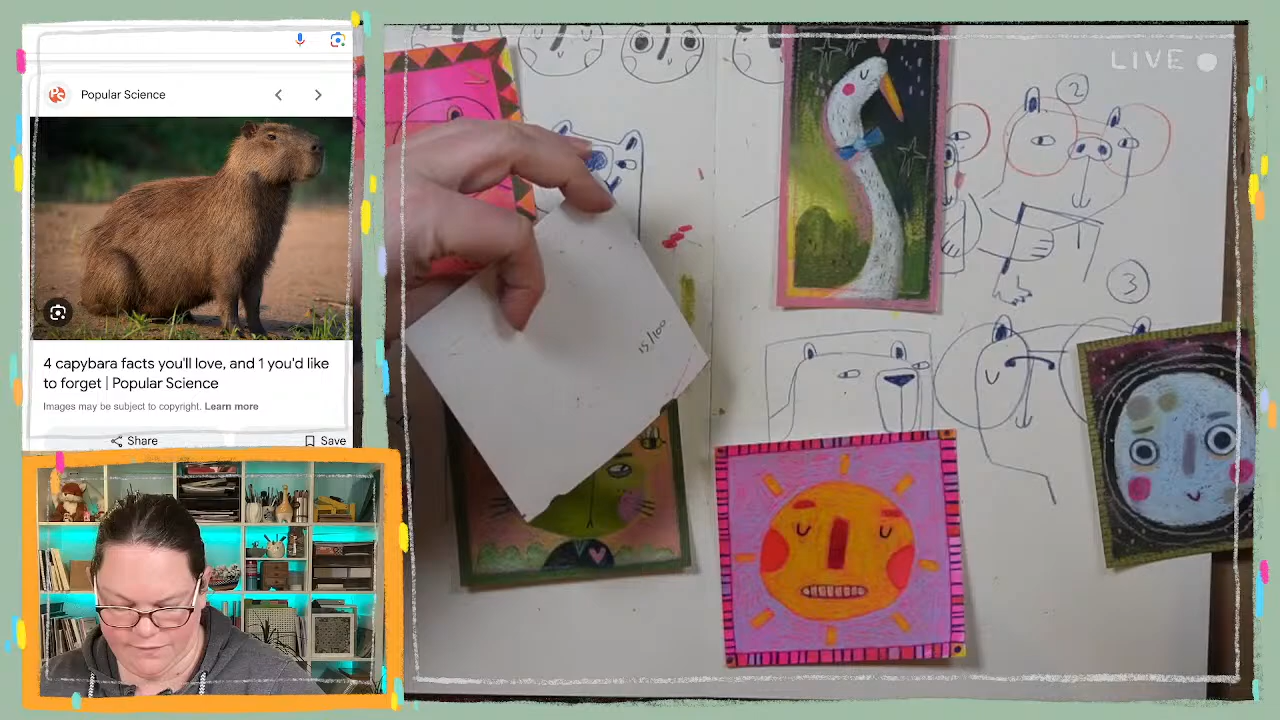 Popular Science
4 capybara facts you'll love, and 1 you'd like
to forget | Popular Science
Images may be subject to copyright. Learn more
Share
Save
LIVE
2
3
15/100